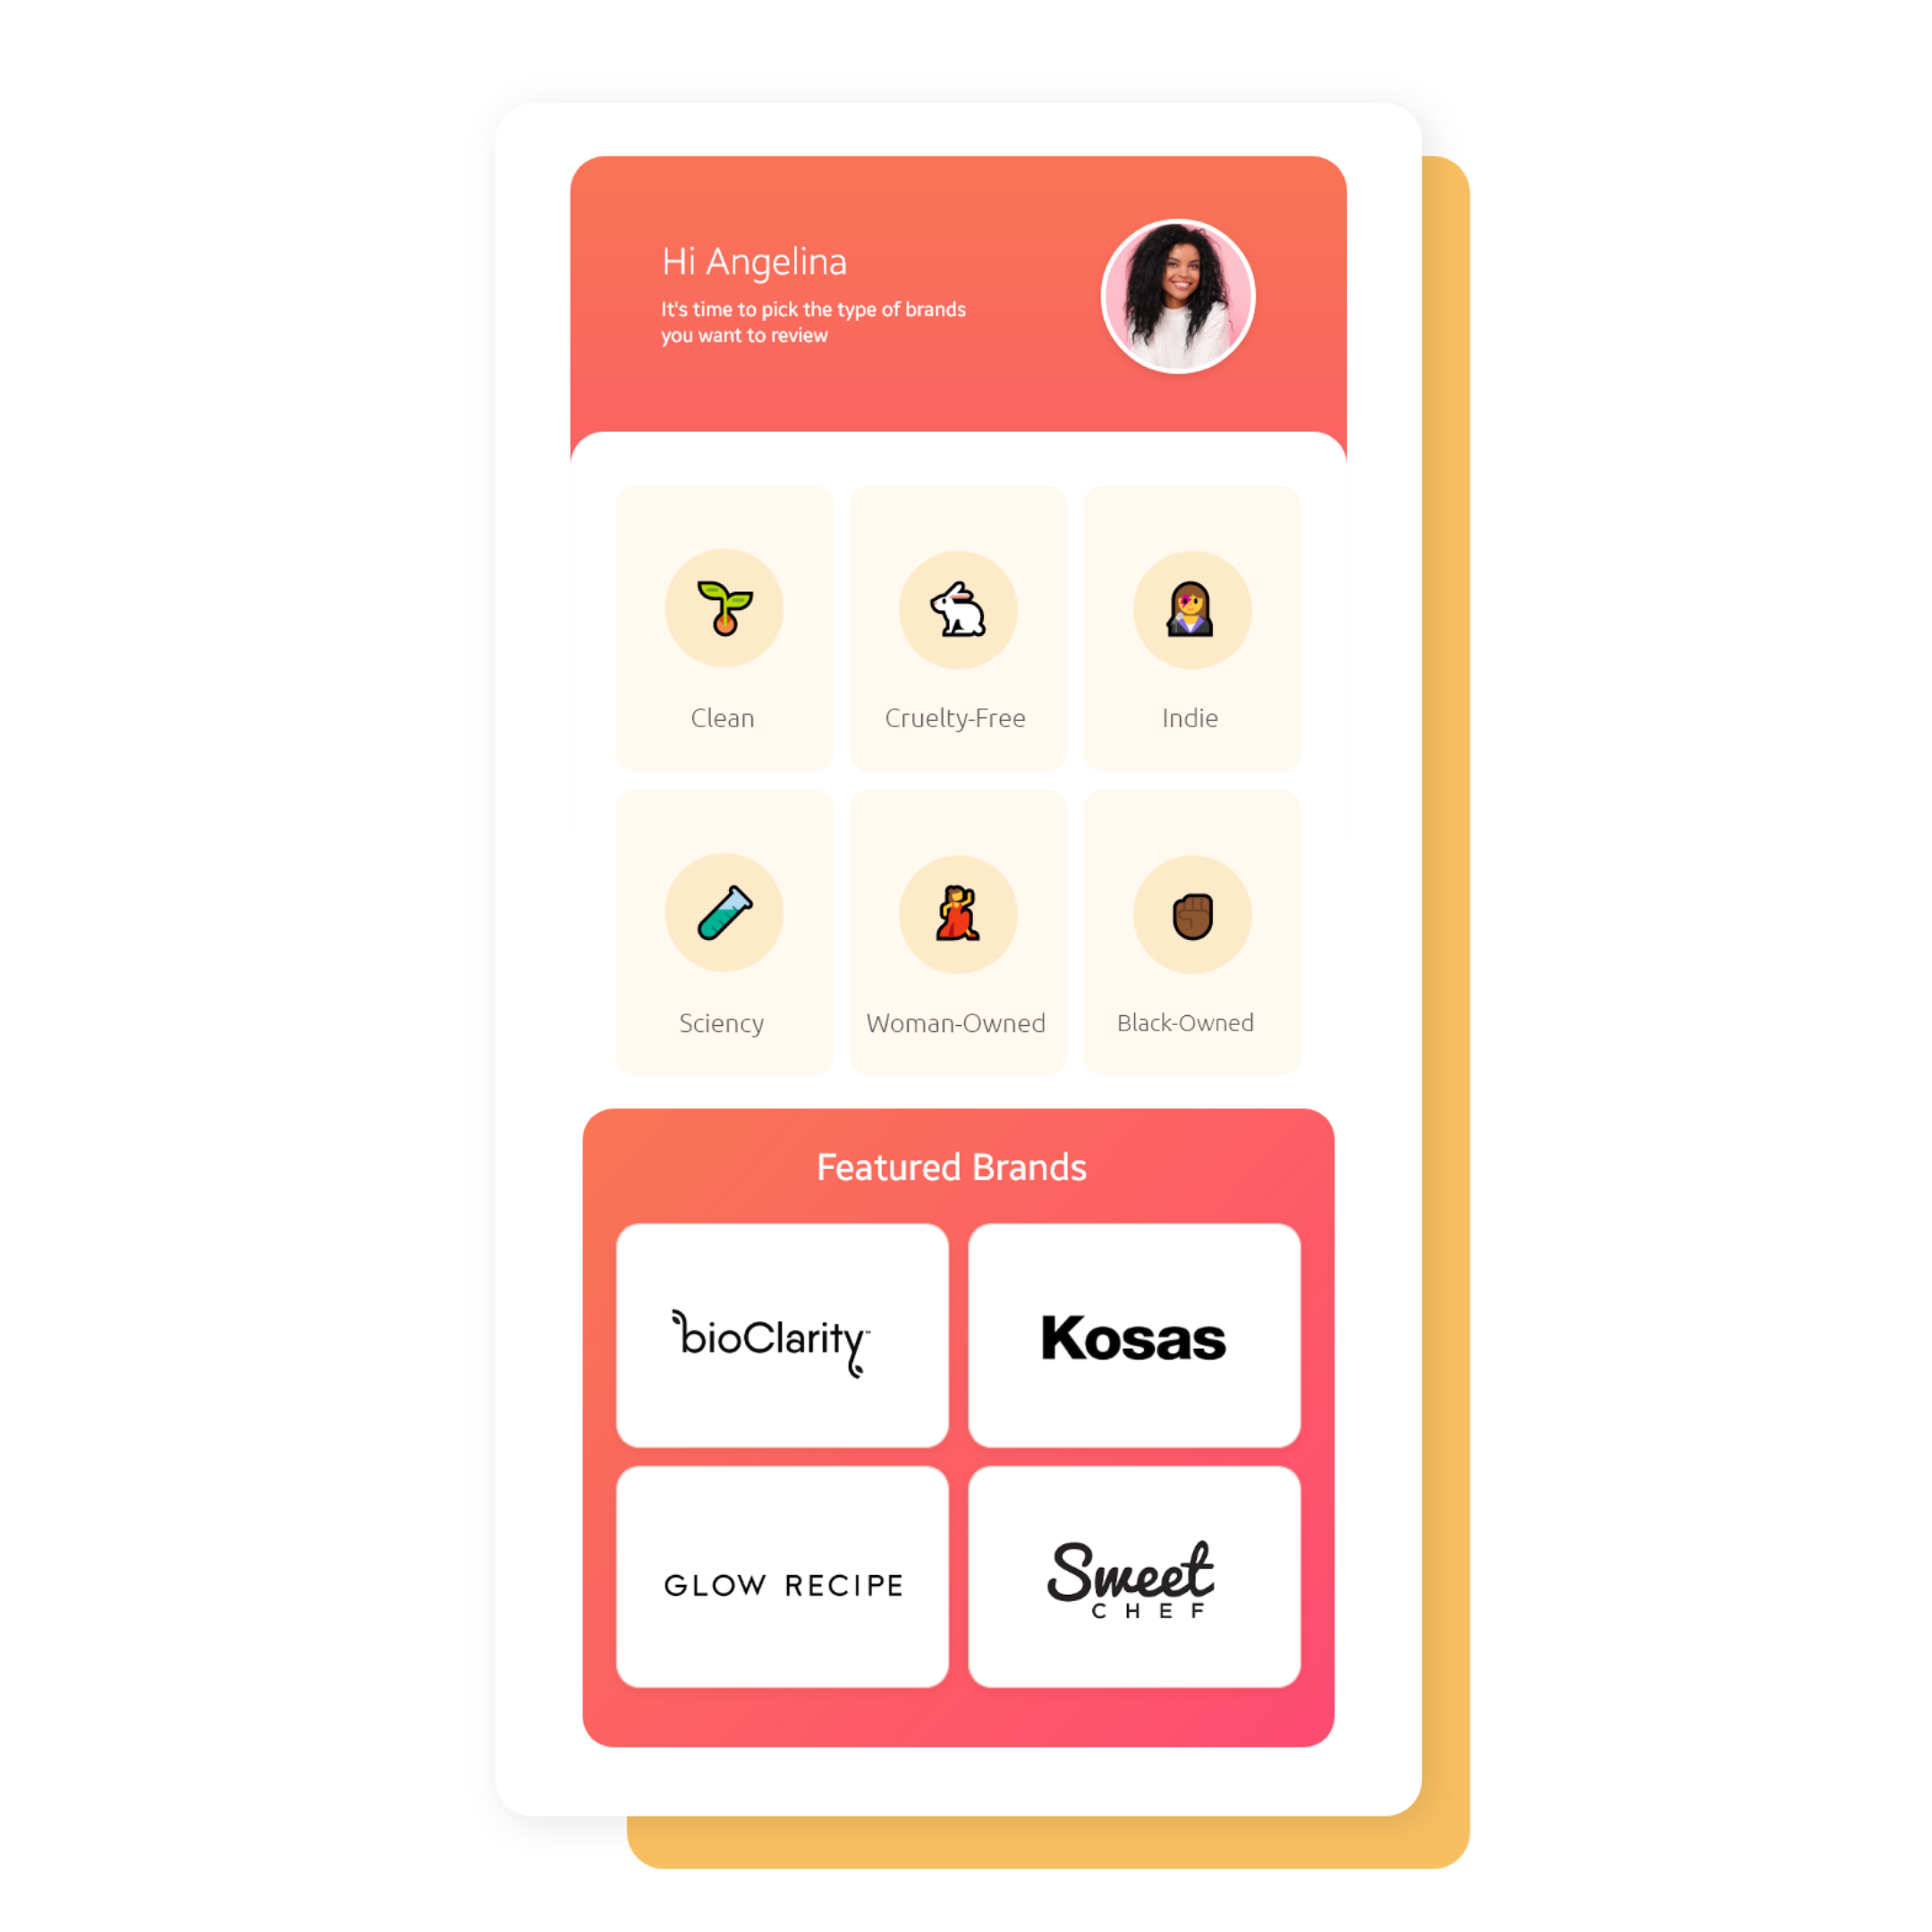 Hi Angelina
It's time to pick the type of brands
you want to review
Clean
Cruelty-Free
Indie
Sciency
Woman-Owned
Black-Owned
Featured Brands
bioClarity™
Kosas
GLOW RECIPE
Sweet
CHEF